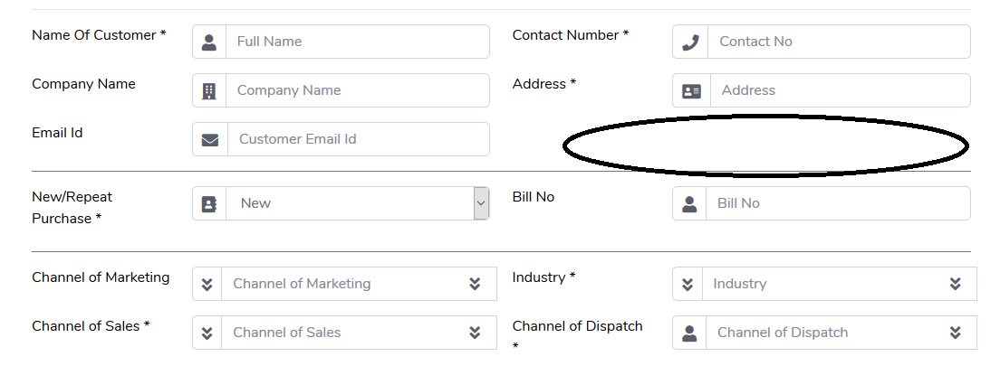 Name Of Customer * Full Name Contact Number * Contact No
Company Name Company Name Address * Address
Email Id Customer Email Id
New/Repeat
Purchase * New Bill No Bill No
Channel of Marketing Channel of Marketing Industry * Industry
Channel of Sales * Channel of Sales Channel of Dispatch
* Channel of Dispatch